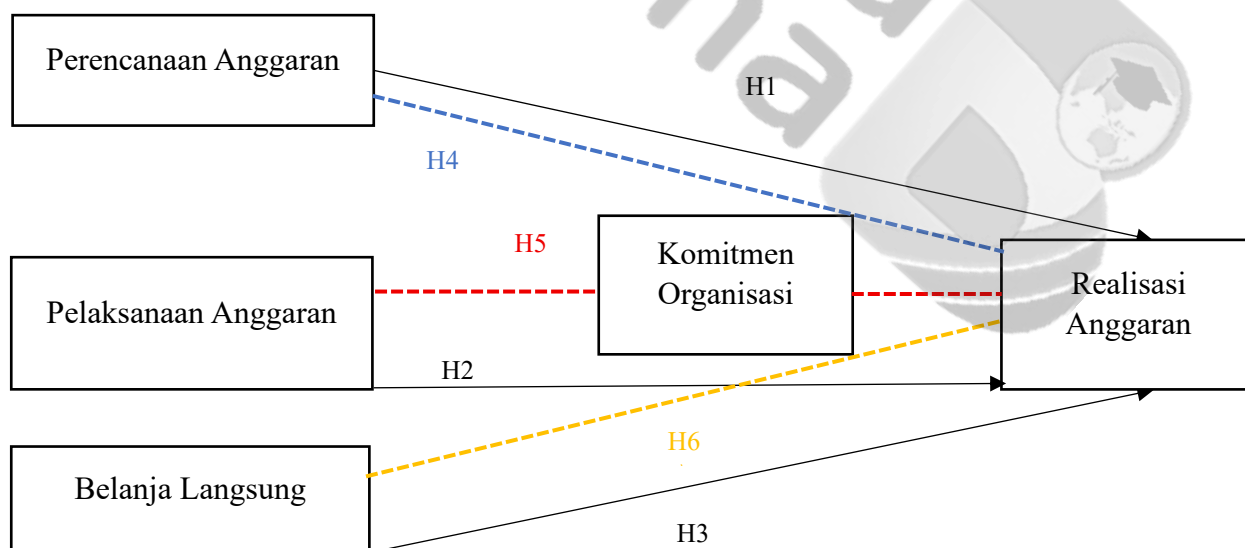 Perencanaan Anggaran
H1
H4
H5
Komitmen
Organisasi
Realisasi
Anggaran
Pelaksanaan Anggaran
H2
H6
Belanja Langsung
H3